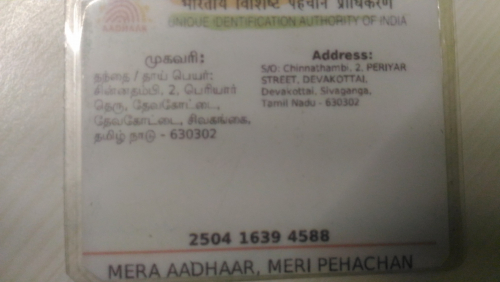 भारतीय विशिष्ट पहचान प्राधिकरण
AADHAAR
UNIQUE IDENTIFICATION AUTHORITY OF INDIA
முகவரி:
தந்தை / தாய் பெயர்:
சின்னதம்பி, 2, பெரியார்
தெரு, தேவகோட்டை,
தேவகோட்டை, சிவகங்கை,
தமிழ் நாடு - 630302
Address:
S/O: Chinnathambi, 2, PERIYAR
STREET, DEVAKOTTAI,
Devakottai, Sivaganga,
Tamil Nadu - 630302
2504 1639 4588
MERA AADHAAR, MERI PEHACHAN